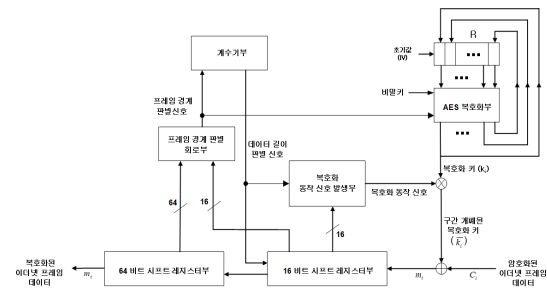 R
계수기부
초기값
(IV)
프레임 경계
판별신호
비밀키
AES 복호화부
프레임 경계 판별
회로부
데이터 길이
판별 신호
복호화
동작 신호 발생부
복호화 동작 신호
복호화 키 (kᵢ)
64
16
16
구간 개폐된
복호화 키
(k̅ᵢ)
복호화된
이더넷 프레임
데이터
mᵢ
64 비트 시프트 레지스터부
16 비트 시프트 레지스터부
mᵢ
Cᵢ
암호화된
이더넷 프레임
데이터